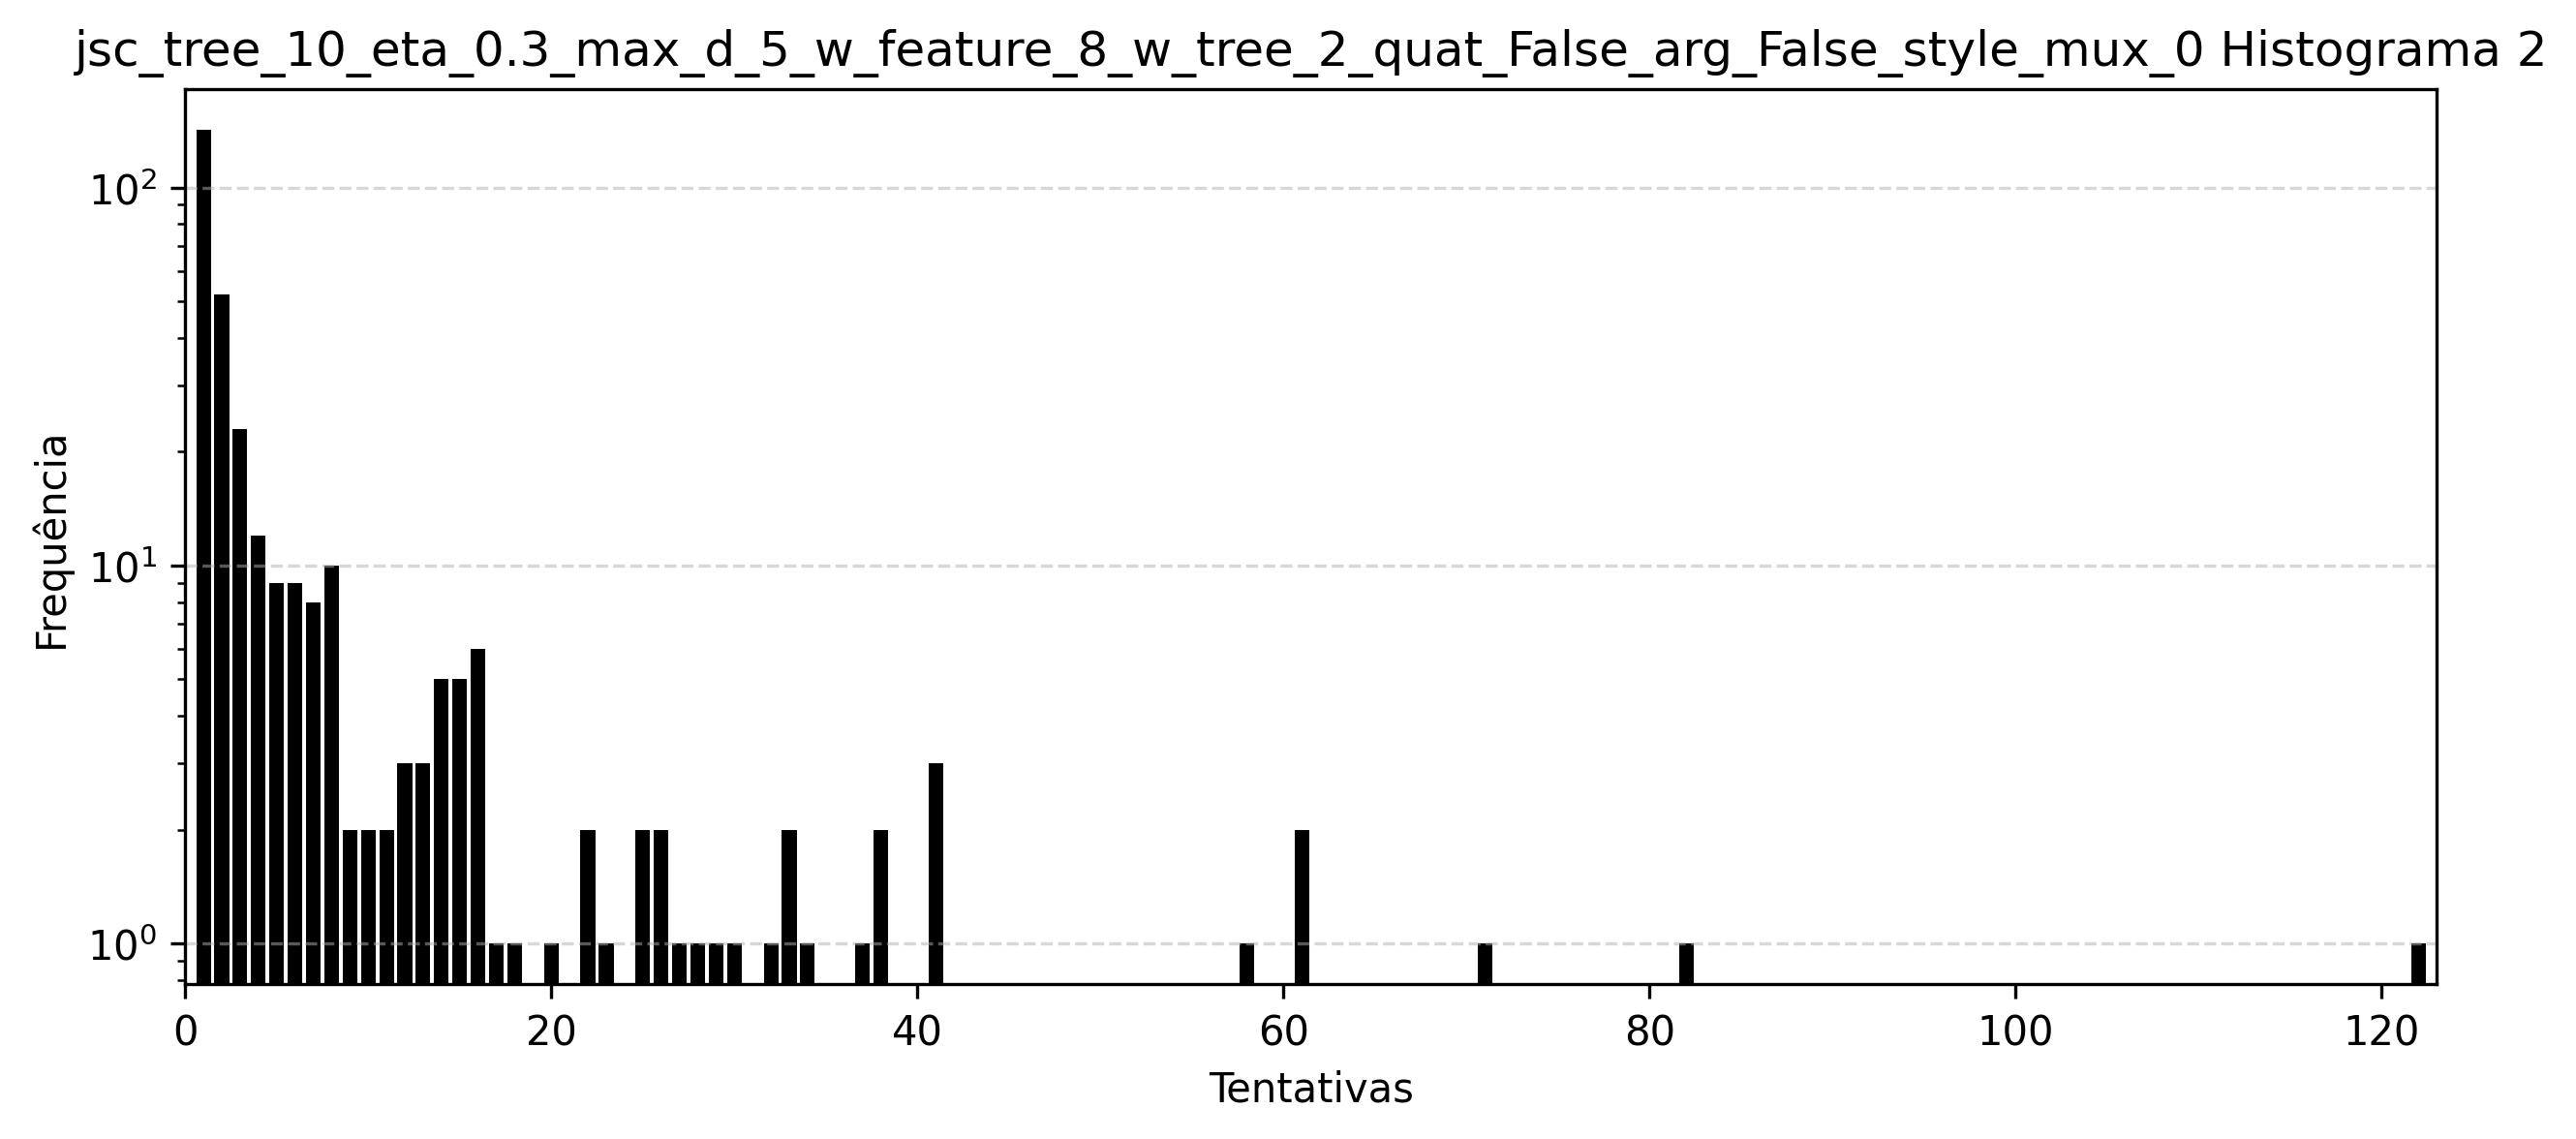 jsc_tree_10_eta_0.3_max_d_5_w_feature_8_w_tree_2_quat_False_arg_False_style_mux_0 Histograma 2
Frequência
10²
10¹
10⁰
0 20 40 60 80 100 120
Tentativas